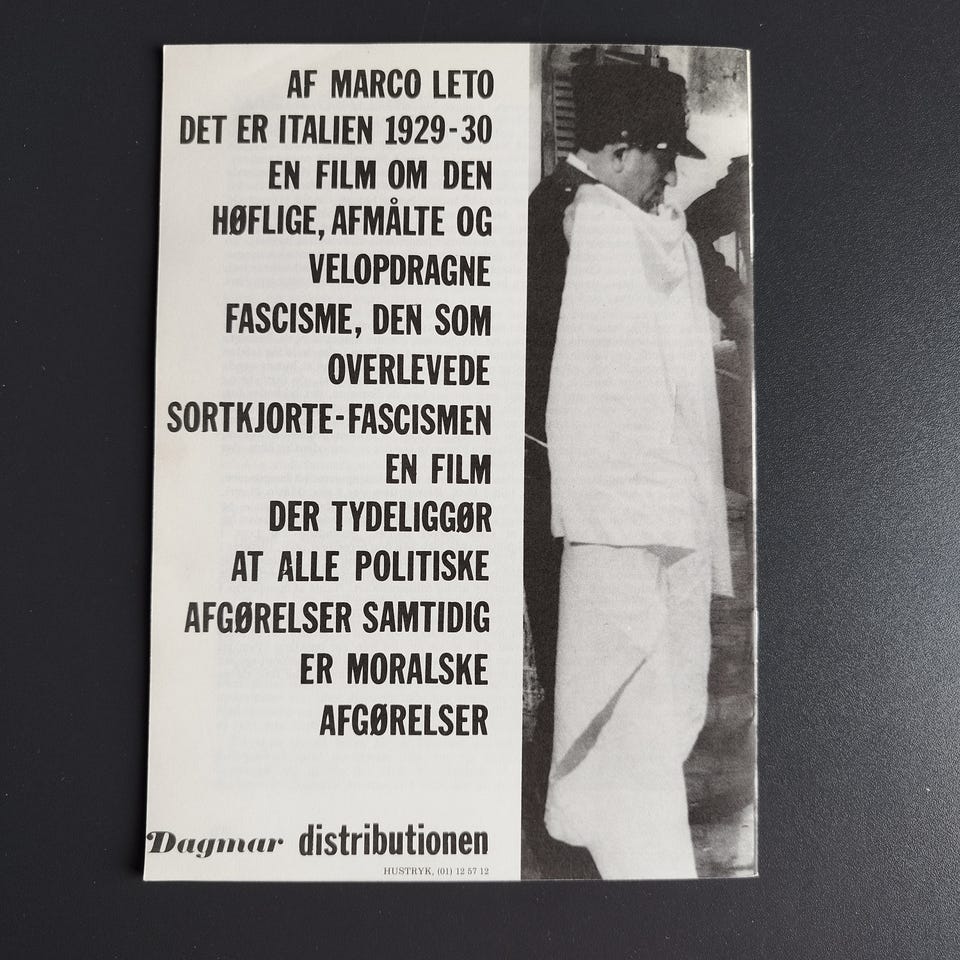 AF MARCO LETO
DET ER ITALIEN 1929-30
EN FILM OM DEN
HØFLIGE, AFMÅLTE OG
VELOPDRAGNE
FASCISME, DEN SOM
OVERLEVEDE
SORTKJORTE-FASCISMEN
EN FILM
DER TYDELIGGØR
AT ALLE POLITISKE
AFGØRELSER SAMTIDIG
ER MORALSKE
AFGØRELSER
Dagmar distributionen
HUSTRYK, (01) 12 57 12